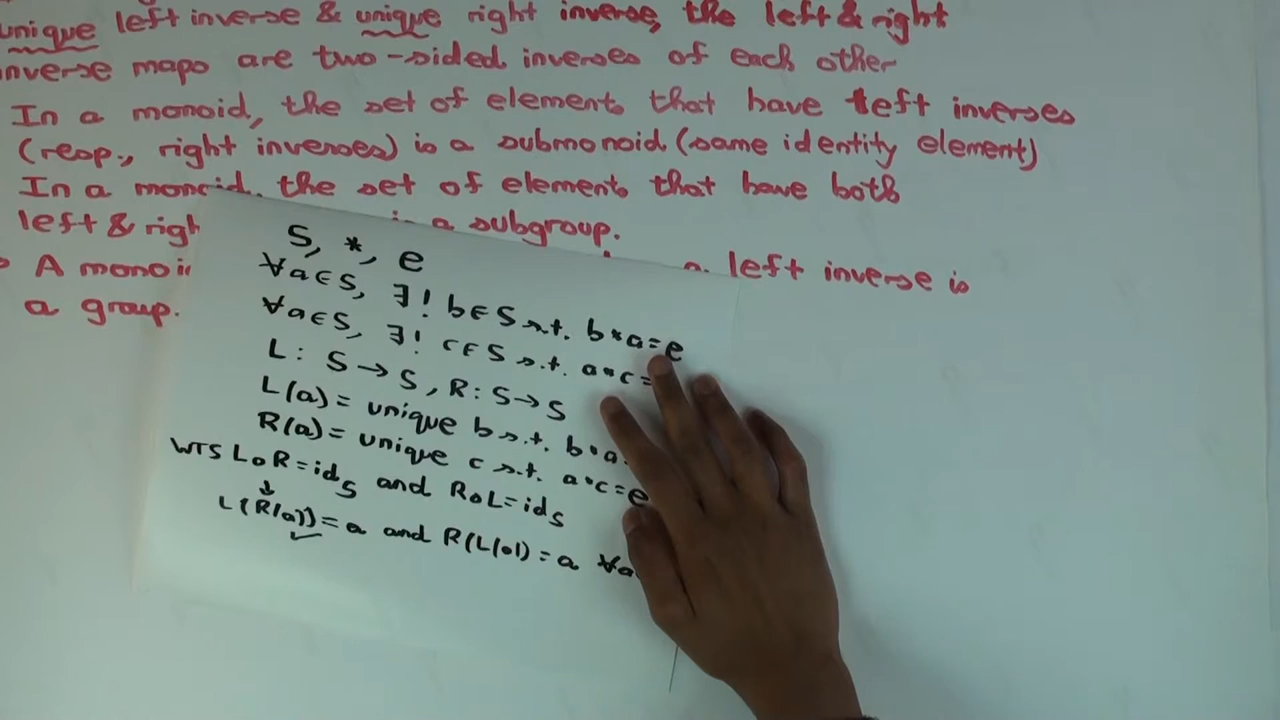 unique left inverse & unique right inverse, the left & right
inverse maps are two-sided inverses of each other
In a monoid, the set of elements that have left inverses
(resp., right inverses) is a submonoid (same identity element)
In a monoid, the set of elements that have both
left & righ is a subgroup.
A monoi a left inverse is
a group.
S, *, e
∀a∈S, ∃! b∈S s.t. b*a=e
∀a∈S, ∃! c∈S s.t. a*c=
L: S→S, R: S→S
L(a) = unique b s.t. b*a
R(a) = unique c s.t. a*c=e
WTS L∘R=id_S and R∘L=id_S
L(R(a))=a and R(L(a))=a ∀a